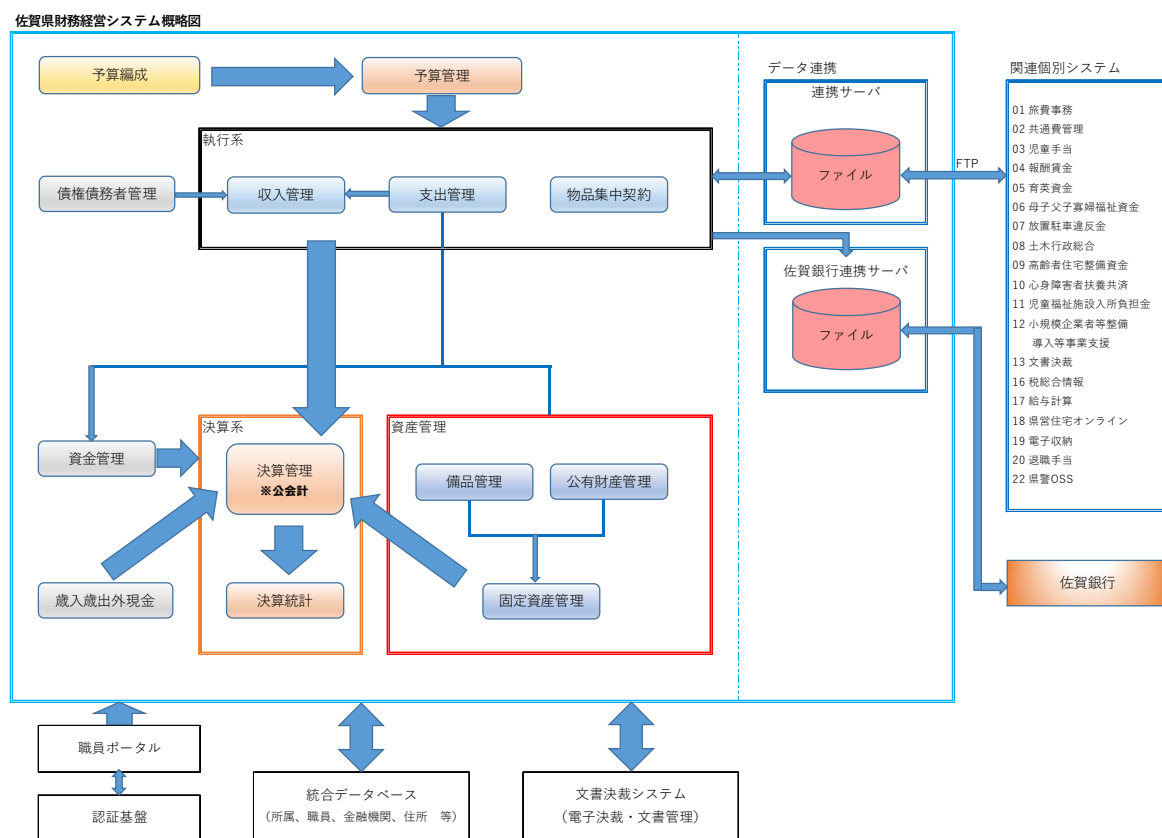 佐賀県財務経営システム概略図
予算編成
予算管理
執行系
債権債務者管理
収入管理
支出管理
物品集中契約
データ連携
連携サーバ
ファイル
FTP
佐賀銀行連携サーバ
ファイル
関連個別システム
01 旅費事務
02 共通費管理
03 児童手当
04 報酬賃金
05 育英資金
06 母子父子寡婦福祉資金
07 放置駐車違反金
08 土木行政総合
09 高齢者住宅整備資金
10 心身障害者扶養共済
11 児童福祉施設入所負担金
12 小規模企業者等整備
導入等事業支援
13 文書決裁
16 税総合情報
17 給与計算
18 県営住宅オンライン
19 電子収納
20 退職手当
22 県警OSS
佐賀銀行
資金管理
歳入歳出外現金
決算系
決算管理
※公会計
決算統計
資産管理
備品管理
公有財産管理
固定資産管理
職員ポータル
認証基盤
統合データベース
(所属、職員、金融機関、住所　等)
文書決裁システム
(電子決裁・文書管理)